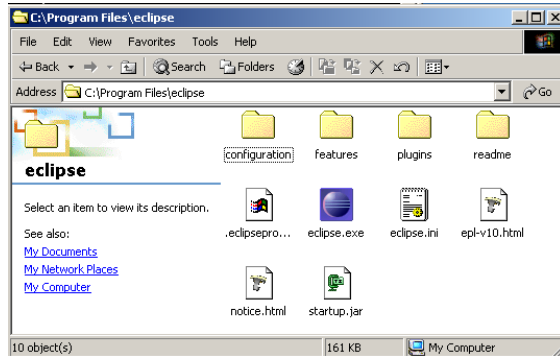 C:\Program Files\eclipse
File Edit View Favorites Tools Help
Back Search Folders
Address C:\Program Files\eclipse Go
eclipse
Select an item to view its description.
See also:
My Documents
My Network Places
My Computer
configuration features plugins readme
.eclipsepro... eclipse.exe eclipse.ini epl-v10.html
notice.html startup.jar
10 object(s) 161 KB My Computer